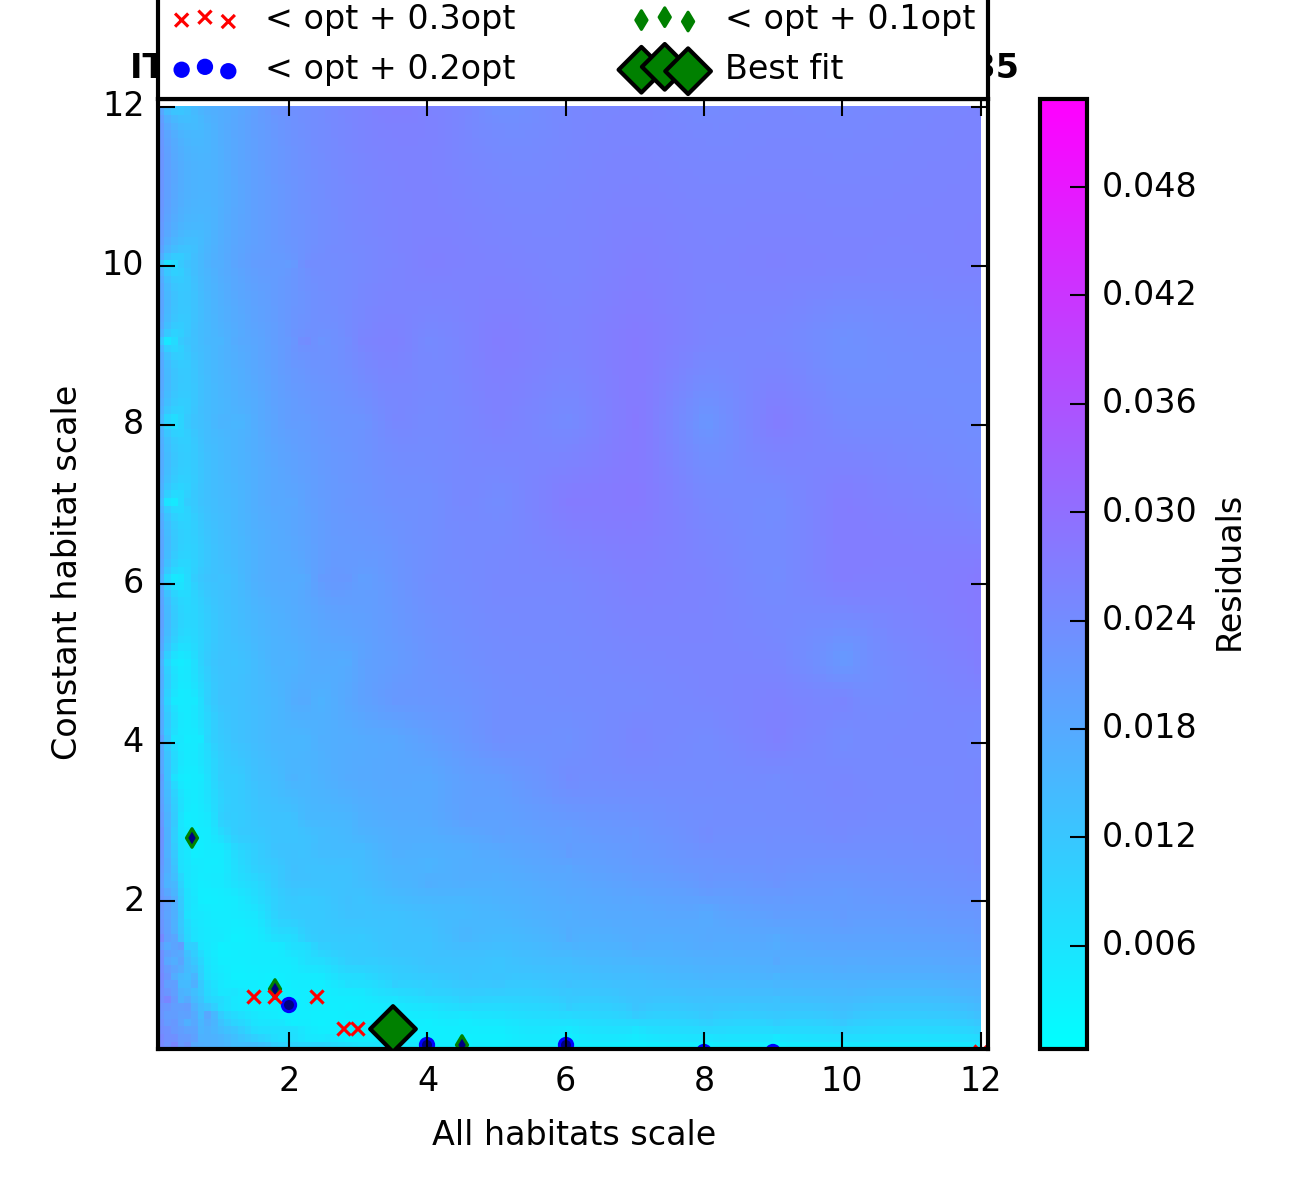 < opt + 0.3opt
< opt + 0.1opt
< opt + 0.2opt
Best fit
12
10
8
6
4
2
Constant habitat scale
2 4 6 8 10 12
All habitats scale
0.048
0.042
0.036
0.030
0.024
0.018
0.012
0.006
Residuals